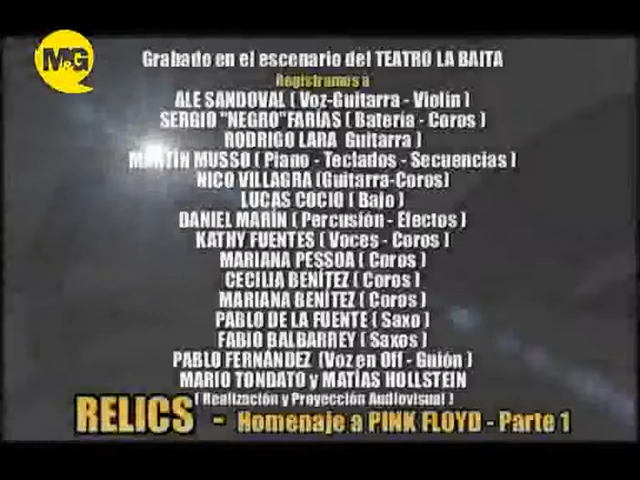 M&G
Grabado en el escenario del TEATRO LA BAITA
Registramos a
ALE SANDOVAL ( Voz-Guitarra - Violín )
SERGIO "NEGRO" FARÍAS ( Batería - Coros )
RODRIGO LARA Guitarra )
MARTIN MUSSO ( Piano - Teclados - Secuencias )
NICO VILLAGRA (Guitarra-Coros)
LUCAS COCIO ( Bajo )
DANIEL MARÍN ( Percusión - Efectos )
KATHY FUENTES ( Voces - Coros )
MARIANA PESSOA ( Coros )
CECILIA BENÍTEZ ( Coros )
MARIANA BENÍTEZ ( Coros )
PABLO DE LA FUENTE ( Saxo )
FABIO BALBARREY ( Saxos )
PABLO FERNÁNDEZ (Voz en Off - Guión )
MARIO TONDATO y MATÍAS HOLLSTEIN
( Realización y Proyección Audiovisual )
RELICS - Homenaje a PINK FLOYD - Parte 1